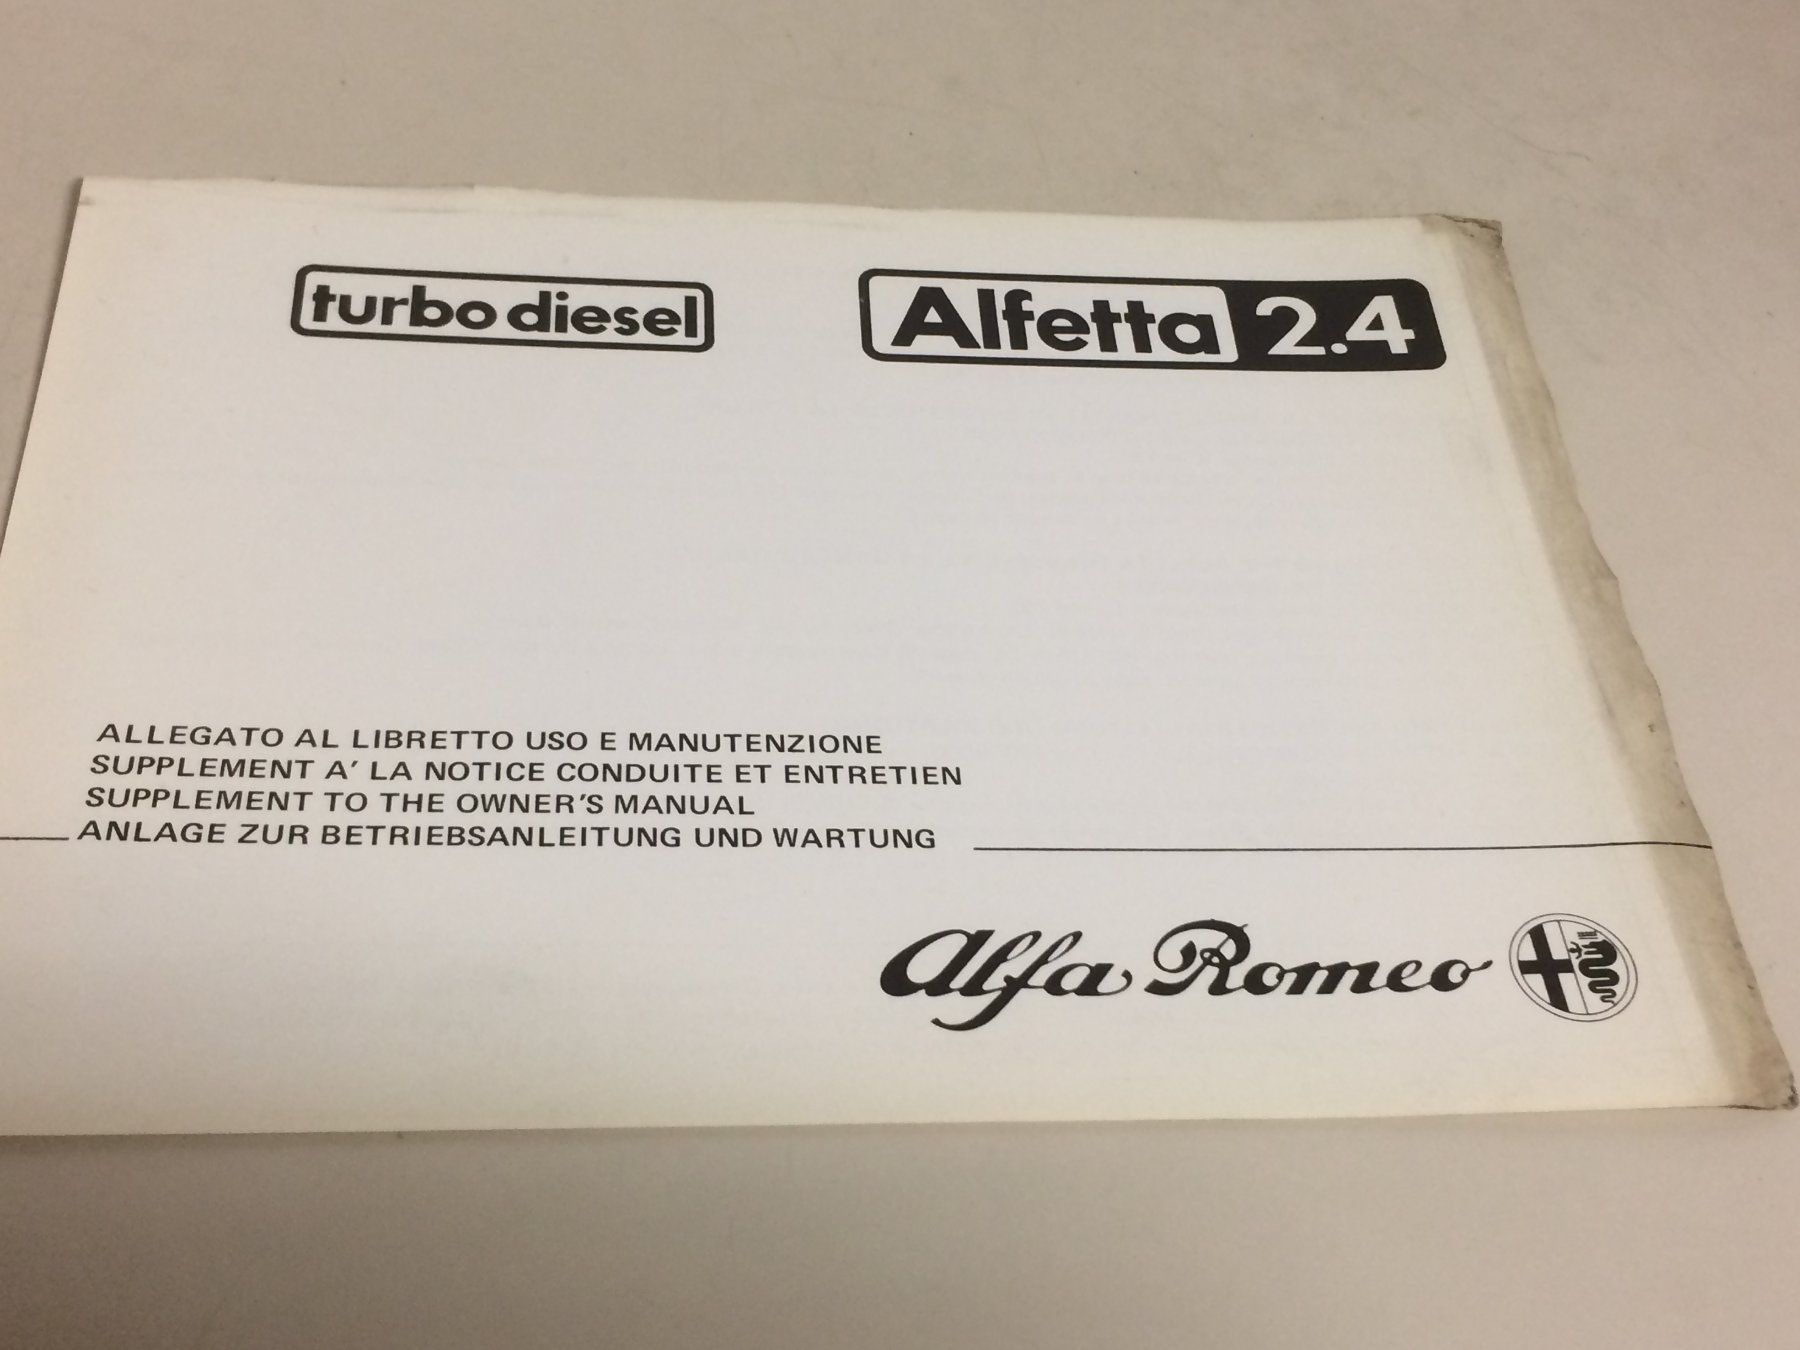 turbo diesel
Alfetta 2.4
ALLEGATO AL LIBRETTO USO E MANUTENZIONE
SUPPLEMENT A' LA NOTICE CONDUITE ET ENTRETIEN
SUPPLEMENT TO THE OWNER'S MANUAL
ANLAGE ZUR BETRIEBSANLEITUNG UND WARTUNG
Alfa Romeo